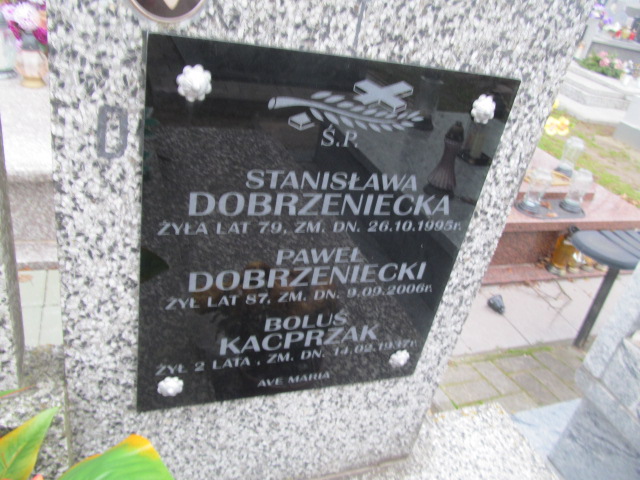 Ś.P.
STANISŁAWA
DOBRZENIECKA
ŻYŁA LAT 79, ZM. DN. 26.10.1995r.
PAWEŁ
DOBRZENIECKI
ŻYŁ LAT 87, ZM. DN. 9.09.2006r.
BOLUŚ
KACPRZAK
ŻYŁ 2 LATA, ZM. DN. 14.02.1937r.
AVE MARIA